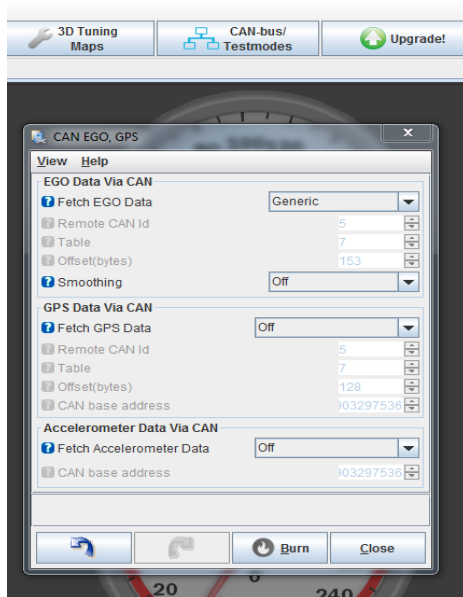 3D Tuning
Maps
CAN-bus/
Testmodes
Upgrade!
CAN EGO, GPS
View Help
EGO Data Via CAN
Fetch EGO Data Generic
Remote CAN Id 5
Table 7
Offset(bytes) 153
Smoothing Off
GPS Data Via CAN
Fetch GPS Data Off
Remote CAN Id 5
Table 7
Offset(bytes) 128
CAN base address 903297536
Accelerometer Data Via CAN
Fetch Accelerometer Data Off
CAN base address 903297536
Burn Close
20 0 240